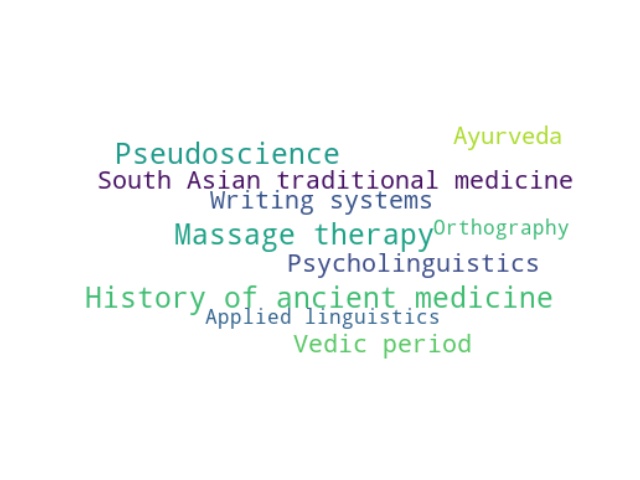 Ayurveda
Pseudoscience
South Asian traditional medicine
Writing systems
Orthography
Massage therapy
Psycholinguistics
History of ancient medicine
Applied linguistics
Vedic period